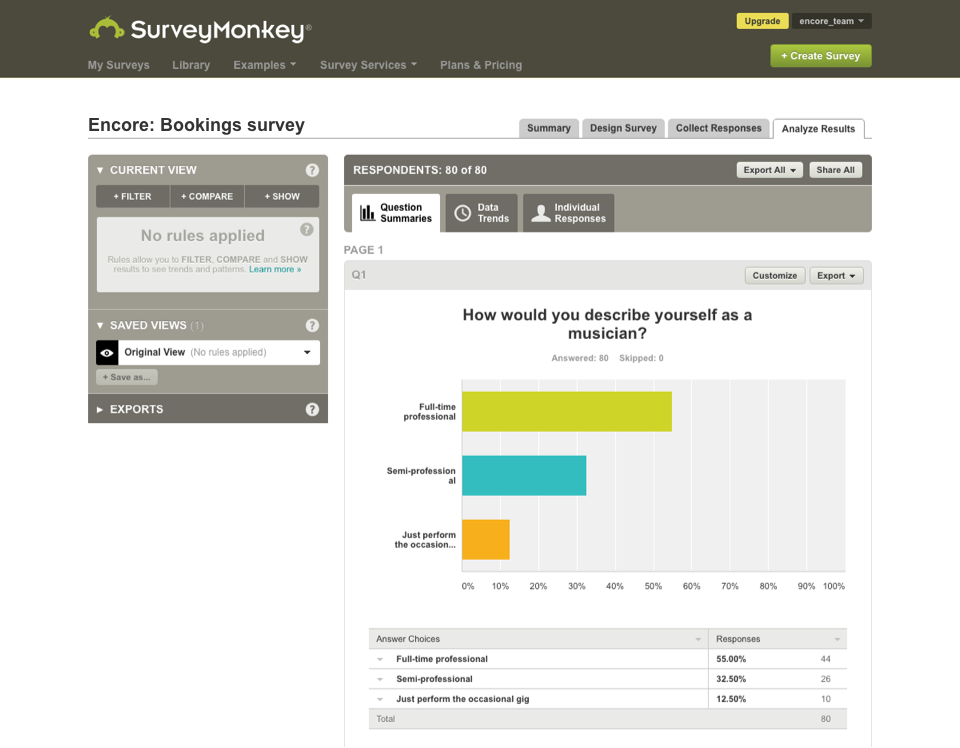 SurveyMonkey®
Upgrade
encore_team
My Surveys Library Examples Survey Services Plans & Pricing
+ Create Survey
Encore: Bookings survey
Summary Design Survey Collect Responses Analyze Results
CURRENT VIEW ?
+ FILTER + COMPARE + SHOW
No rules applied ?
Rules allow you to FILTER, COMPARE and SHOW
results to see trends and patterns. Learn more »
SAVED VIEWS (1) ?
Original View (No rules applied)
+ Save as...
EXPORTS ?
RESPONDENTS: 80 of 80
Export All Share All
Question
Summaries
Data
Trends
Individual
Responses
PAGE 1
Q1
Customize Export
How would you describe yourself as a
musician?
Answered: 80 Skipped: 0
Full-time
professional
Semi-profession
al
Just perform
the occasion...
0% 10% 20% 30% 40% 50% 60% 70% 80% 90% 100%
Answer Choices Responses
Full-time professional 55.00% 44
Semi-professional 32.50% 26
Just perform the occasional gig 12.50% 10
Total 80